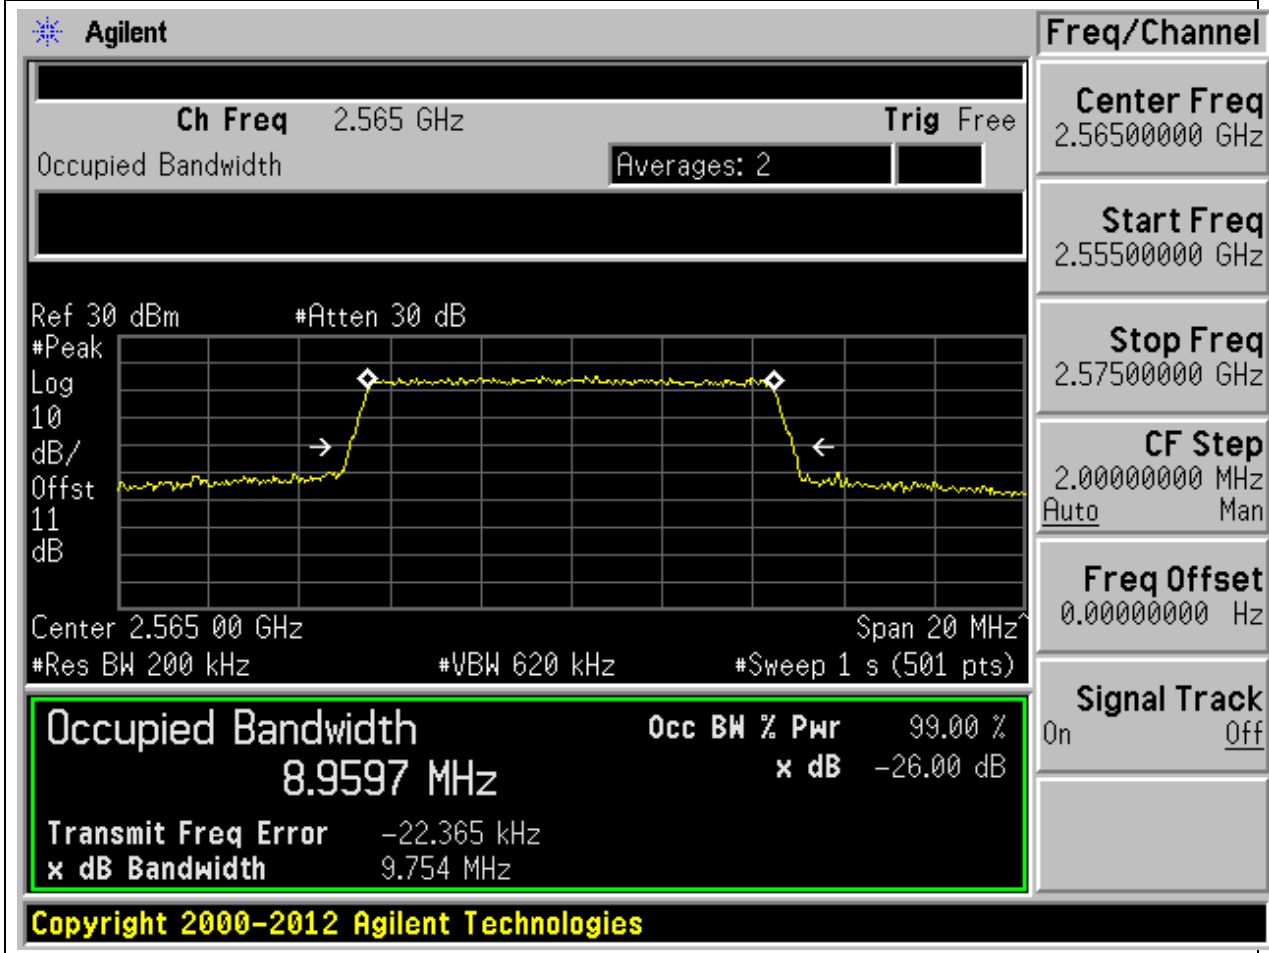 Agilent
Freq/Channel
Ch Freq 2.565 GHz Trig Free
Occupied Bandwidth Averages: 2
Ref 30 dBm #Atten 30 dB
#Peak
Log
10
dB/
Offst
11
dB
Center 2.565 00 GHz Span 20 MHz^
#Res BW 200 kHz #VBW 620 kHz #Sweep 1 s (501 pts)
Occupied Bandwidth
8.9597 MHz
Occ BW % Pwr 99.00 %
x dB -26.00 dB
Transmit Freq Error -22.365 kHz
x dB Bandwidth 9.754 MHz
Center Freq
2.56500000 GHz
Start Freq
2.55500000 GHz
Stop Freq
2.57500000 GHz
CF Step
2.00000000 MHz
Auto Man
Freq Offset
0.00000000 Hz
Signal Track
On Off
Copyright 2000-2012 Agilent Technologies